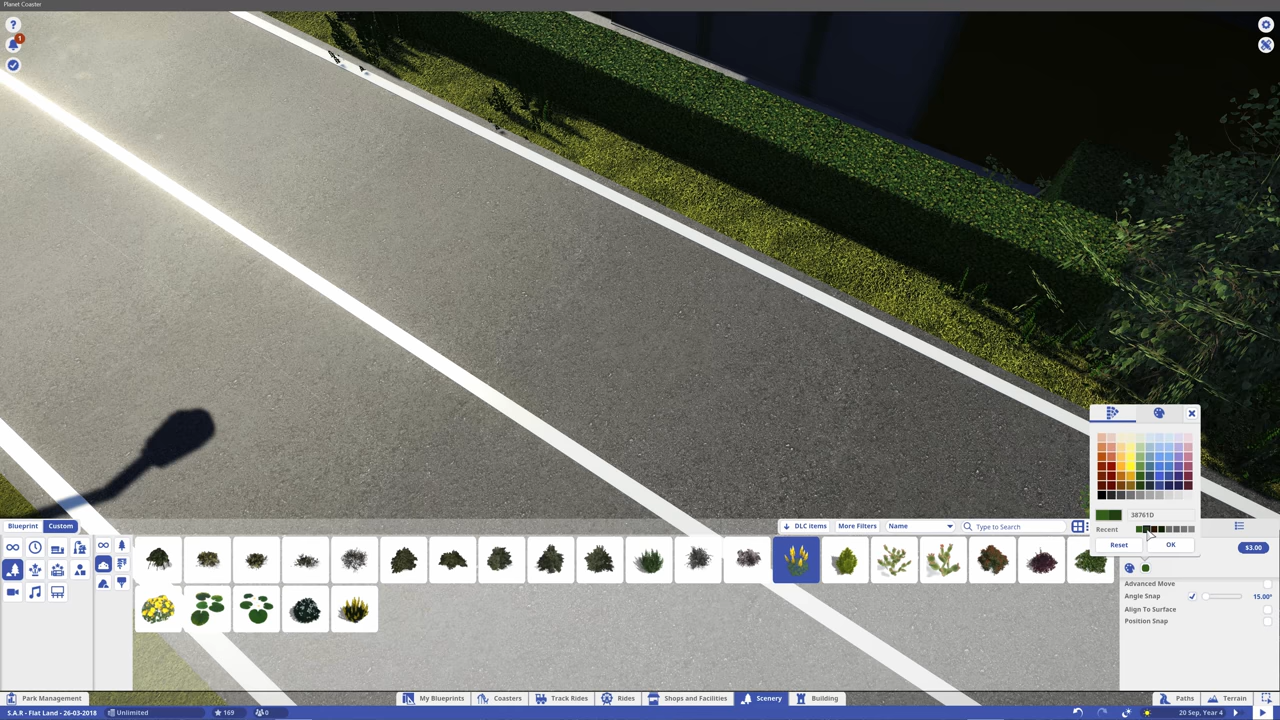 Planet Coaster
?
1
38761D
Recent
Reset
OK
Blueprint
Custom
DLC items
More Filters
Name
Type to Search
$3.00
Advanced Move
Angle Snap
15.00°
Align To Surface
Position Snap
Park Management
My Blueprints
Coasters
Track Rides
Rides
Shops and Facilities
Scenery
Building
Paths
Terrain
S.A.R - Flat Land - 26-03-2018
Unlimited
169
0
20 Sep, Year 4